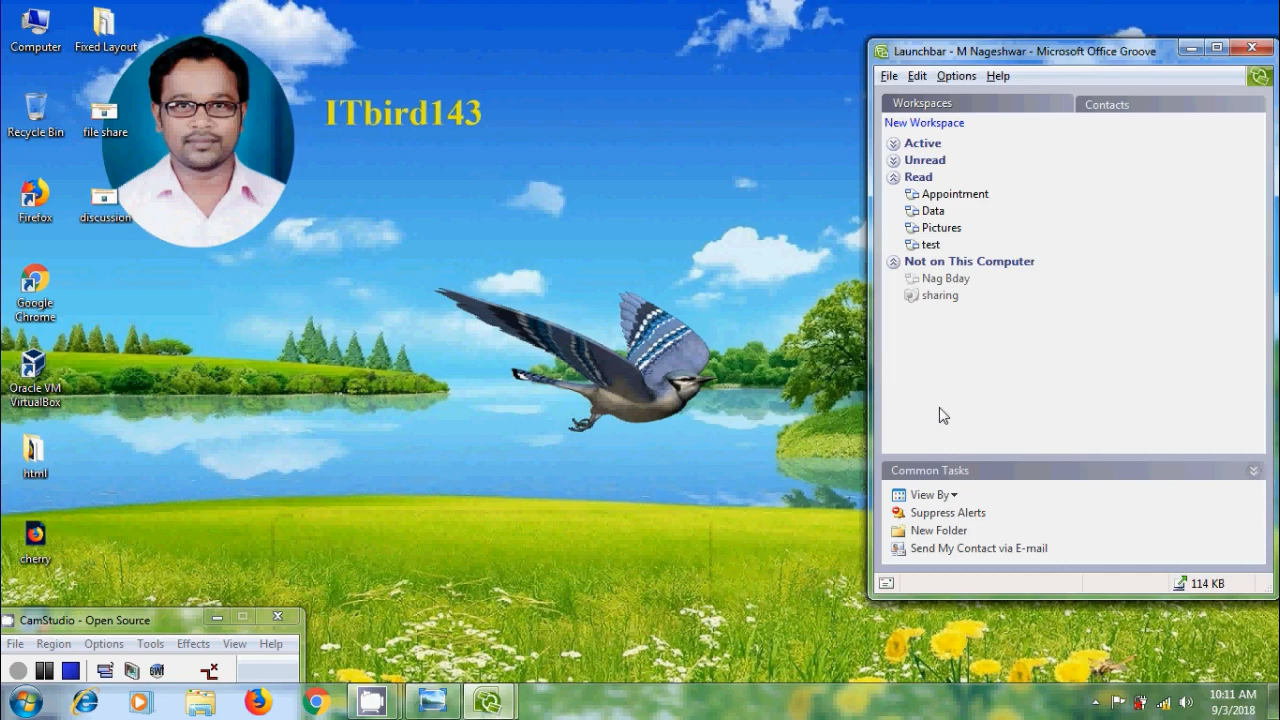 Computer
Fixed Layout
Recycle Bin
file share
Firefox
discussion
Google
Chrome
Oracle VM
VirtualBox
html
cherry
ITbird143
Launchbar - M Nageshwar - Microsoft Office Groove
File Edit Options Help
Workspaces Contacts
New Workspace
Active
Unread
Read
Appointment
Data
Pictures
test
Not on This Computer
Nag Bday
sharing
Common Tasks
View By
Suppress Alerts
New Folder
Send My Contact via E-mail
114 KB
CamStudio - Open Source
File Region Options Tools Effects View Help
10:11 AM
9/3/2018